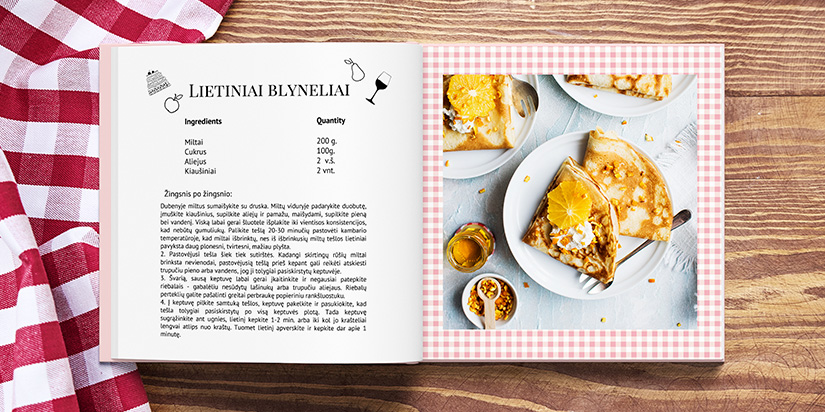 Lietiniai blyneliai
Ingredients Quantity
Miltai 200 g.
Cukrus 100g.
Aliejus 2 v.š.
Kiaušiniai 2 vnt.
Žingsnis po žingsnio:
Dubenyje miltus sumaišykite su druska. Miltų viduryje padarykite duobutę,
įmuškite kiaušinius, supilkite aliejų ir pamažu, maišydami, supilkite pieną
bei vandenį. Viską labai gerai šluotele išplakite iki vientisos konsistencijos,
kad nebūtų gumuliukų. Palikite tešlą 20-30 minučių pastovėti kambario
temperatūroje, kad miltai išbrinktų, nes iš išbrinkusių miltų tešlos lietiniai
pavyksta daug plonesni, tvirtesni, mažiau plyšta.
2. Pastovėjusi tešla šiek tiek sutirštės. Kadangi skirtingų rūšių miltai
brinksta nevienodai, pastovėjusią tešlą prieš kepant gali reikėti atskiesti
trupučiu pieno arba vandens, jog ji tolygiai pasiskirstytų keptuvėje.
3. Švarią, sausą keptuvę labai gerai įkaitinkite ir negausiai patepkite
riebalais - gabalėliu nesūdytų lašinukų arba trupučiu aliejaus. Riebalų
perteklių galite pašalinti greitai perbraukę popieriniu rankšluostuku.
4. Į keptuvę pilkite samtuką tešlos, keptuvę pakelkite ir pasukiokite, kad
tešla tolygiai pasiskirstytų po visą keptuvės plotą. Tada keptuvę
sugrąžinkite ant ugnies, lietinį kepkite 1-2 min. arba iki kol jo krašteliai
lengvai atlips nuo kraštų. Tuomet lietinį apverskite ir kepkite dar apie 1
minutę.